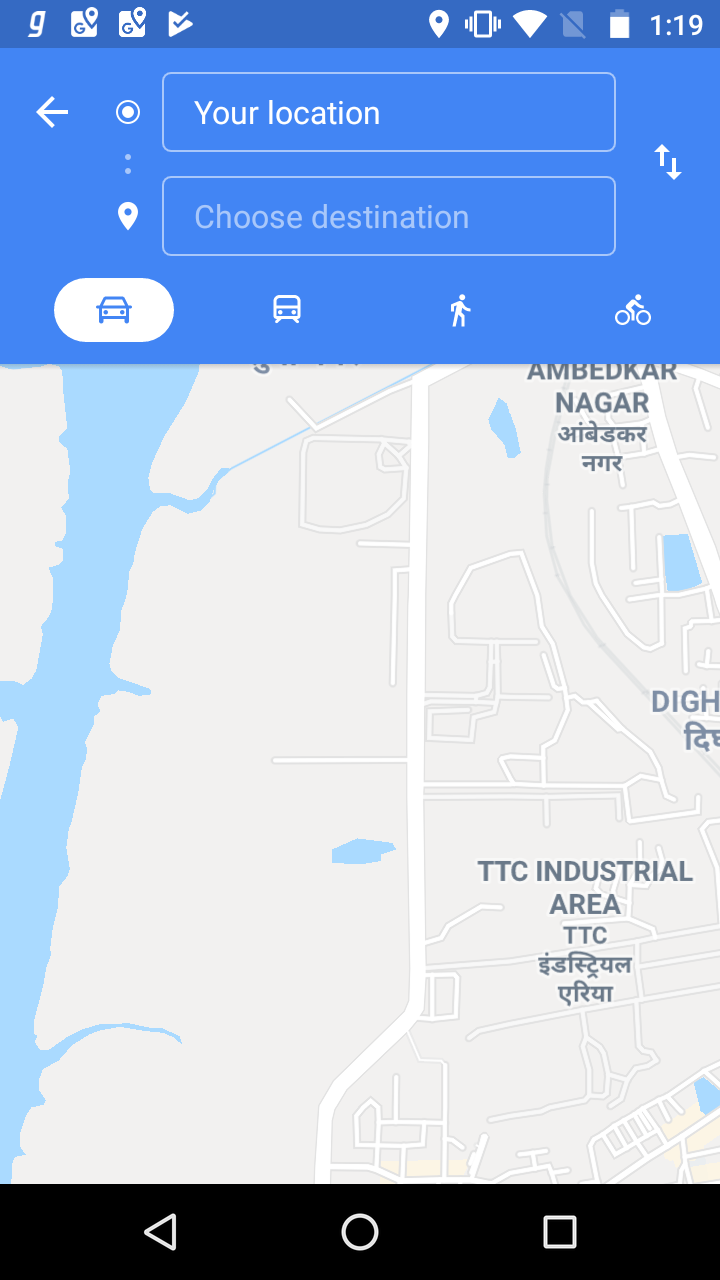 1:19
Your location
Choose destination
AMBEDKAR
NAGAR
आंबेडकर
नगर
DIGH
TTC INDUSTRIAL
AREA
TTC
इंडस्ट्रियल
एरिया